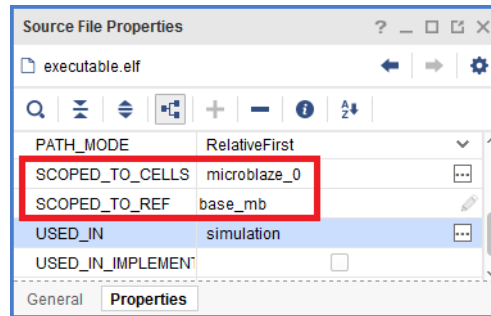 Source File Properties
executable.elf
PATH_MODE RelativeFirst
SCOPED_TO_CELLS microblaze_0
SCOPED_TO_REF base_mb
USED_IN simulation
USED_IN_IMPLEMENT
General Properties